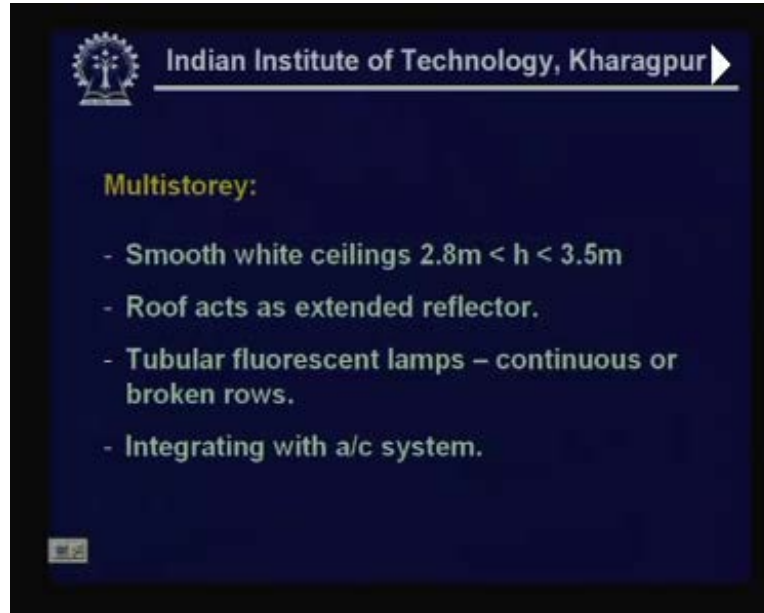 Indian Institute of Technology, Kharagpur
Multistorey:
- Smooth white ceilings 2.8m < h < 3.5m
- Roof acts as extended reflector.
- Tubular fluorescent lamps – continuous or
broken rows.
- Integrating with a/c system.